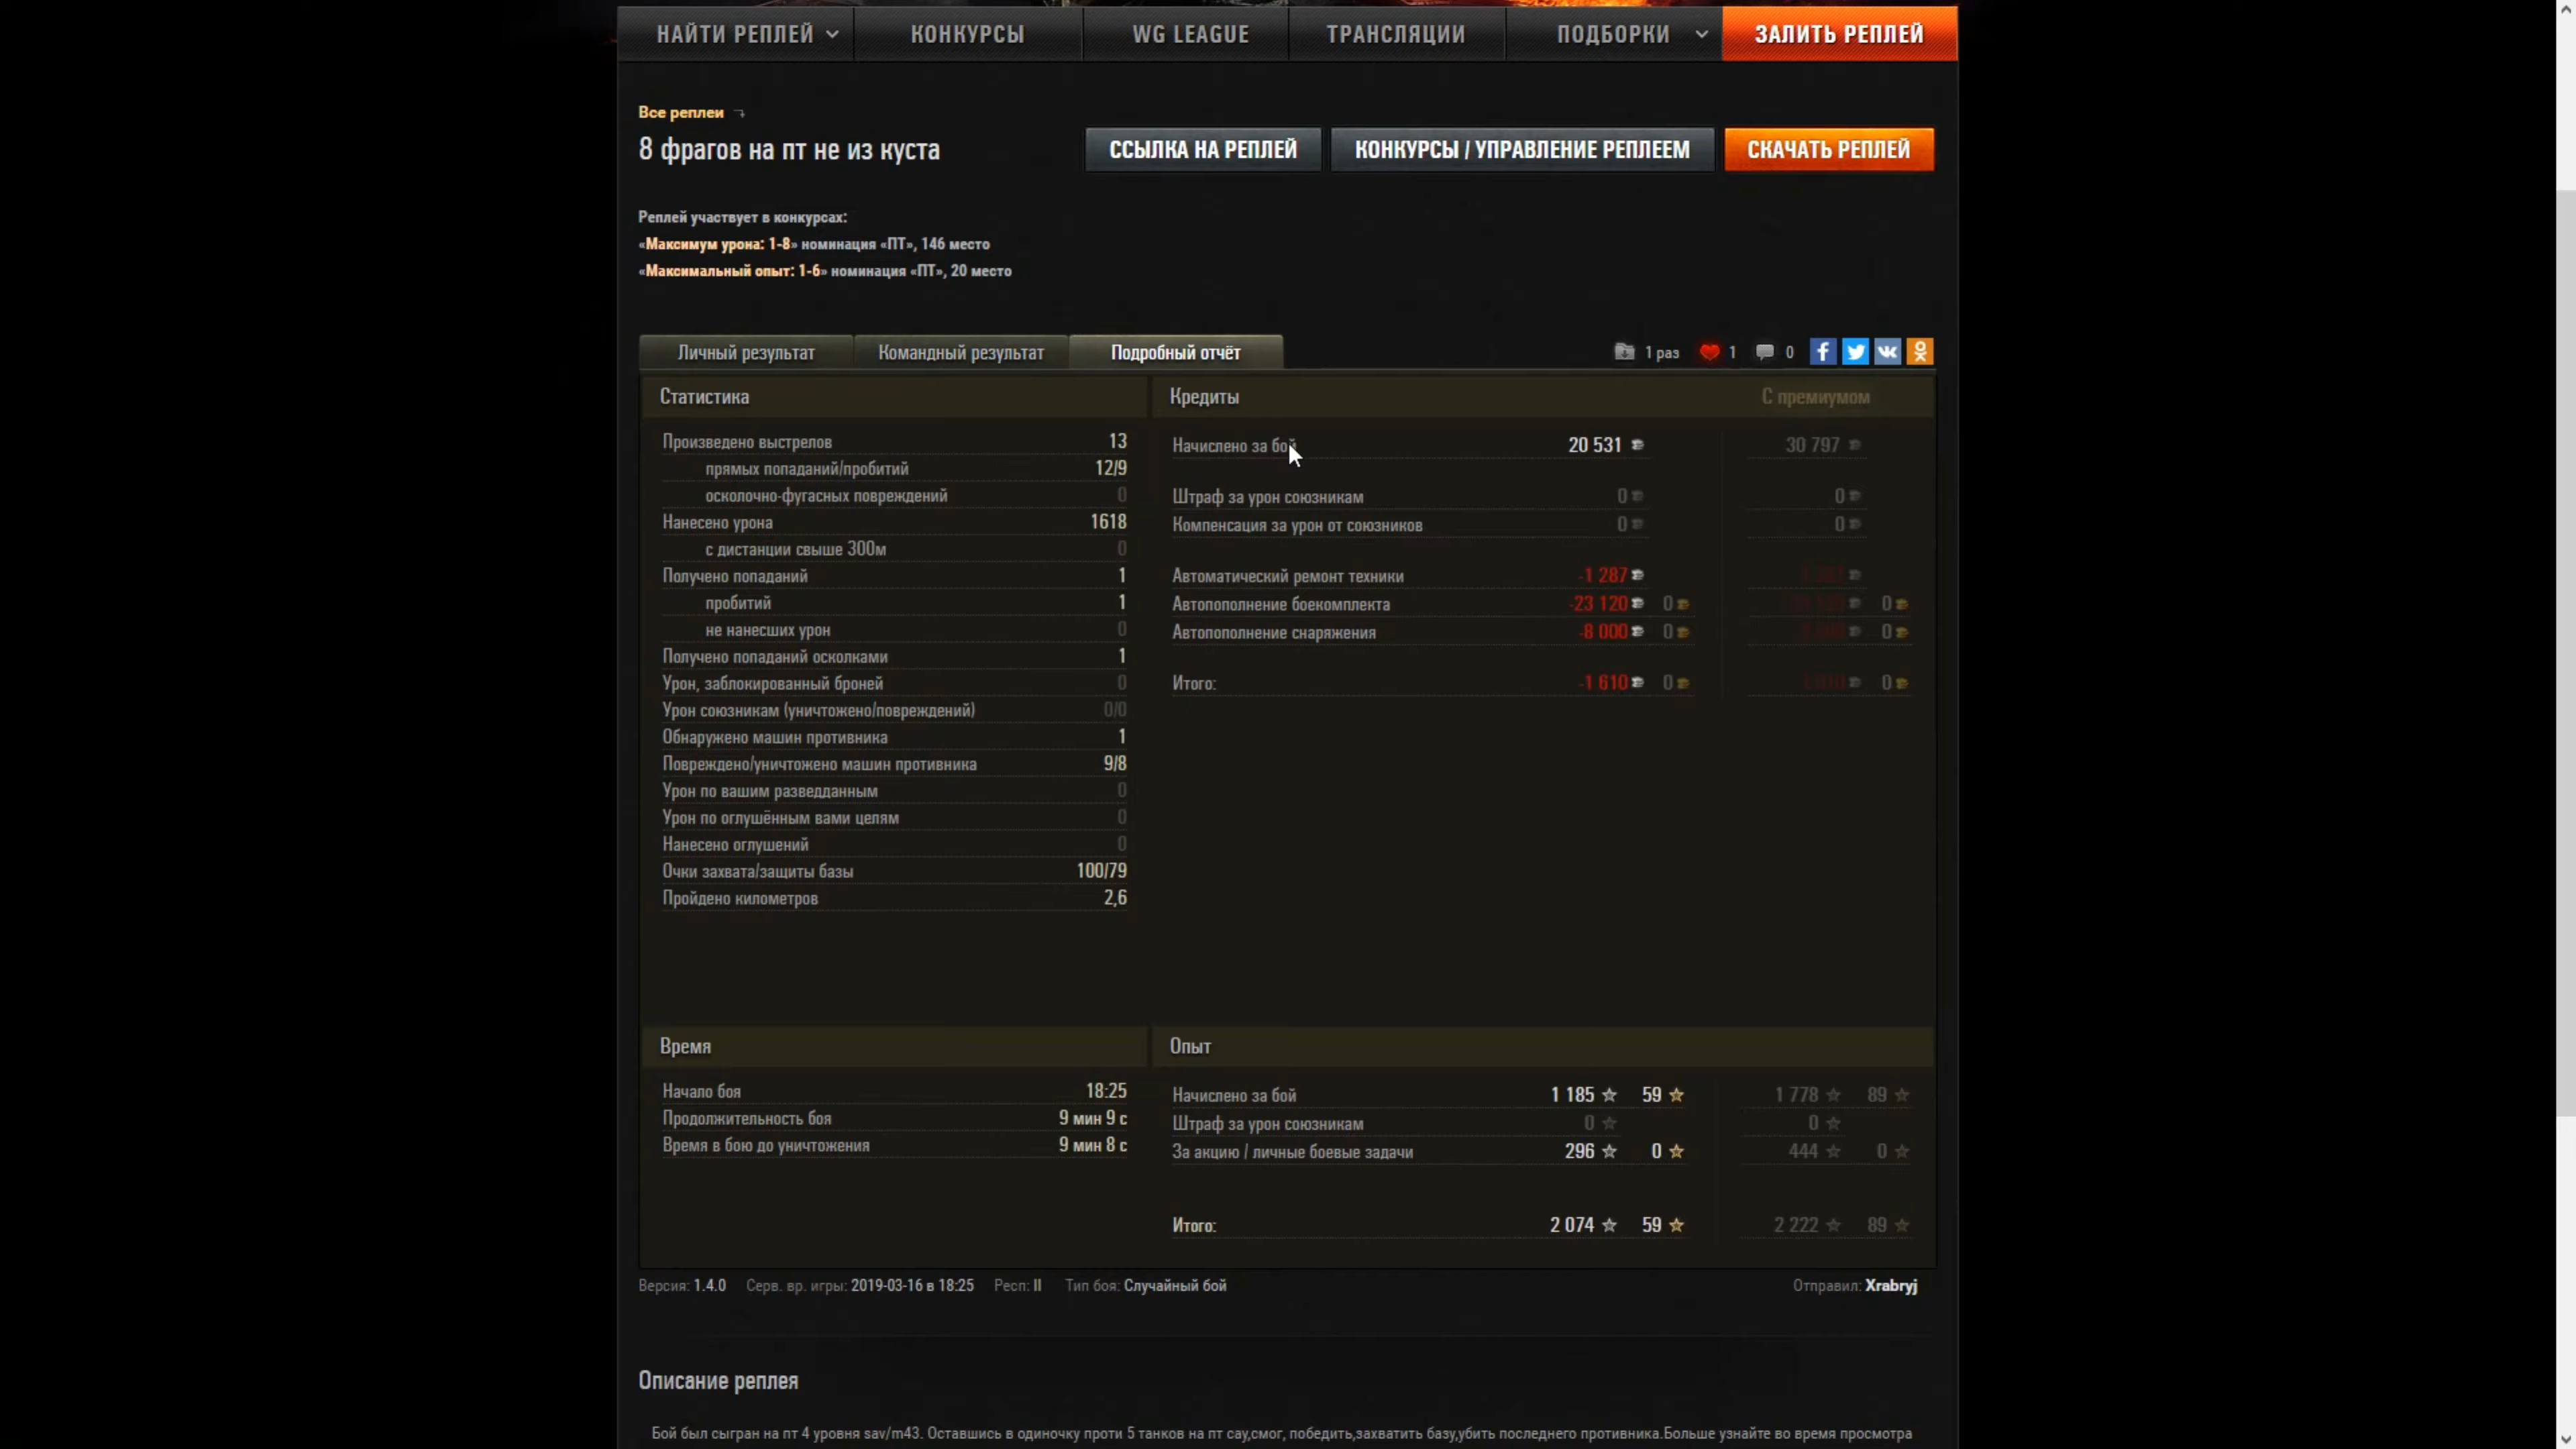 НАЙТИ РЕПЛЕЙ КОНКУРСЫ WG LEAGUE ТРАНСЛЯЦИИ ПОДБОРКИ ЗАЛИТЬ РЕПЛЕЙ
Все реплеи
8 фрагов на пт не из куста ССЫЛКА НА РЕПЛЕЙ КОНКУРСЫ / УПРАВЛЕНИЕ РЕПЛЕЕМ СКАЧАТЬ РЕПЛЕЙ
Реплей участвует в конкурсах:
«Максимум урона: 1-8» номинация «ПТ», 146 место
«Максимальный опыт: 1-6» номинация «ПТ», 20 место
Личный результат Командный результат Подробный отчёт 1 раз 1 0
Статистика
Произведено выстрелов 13
прямых попаданий/пробитий 12/9
осколочно-фугасных повреждений 0
Нанесено урона 1618
с дистанции свыше 300м 0
Получено попаданий 1
пробитий 1
не нанесших урон 0
Получено попаданий осколками 1
Урон, заблокированный броней 0
Урон союзникам (уничтожено/повреждений) 0/0
Обнаружено машин противника 1
Повреждено/уничтожено машин противника 9/8
Урон по вашим разведданным 0
Урон по оглушённым вами целям 0
Нанесено оглушений 0
Очки захвата/защиты базы 100/79
Пройдено километров 2,6
Кредиты С премиумом
Начислено за бой 20 531 30 797
Штраф за урон союзникам 0 0
Компенсация за урон от союзников 0 0
Автоматический ремонт техники -1 287
Автопополнение боекомплекта -23 120 0 0
Автопополнение снаряжения -8 000 0 0
Итого: -1 610 0 0
Время
Начало боя 18:25
Продолжительность боя 9 мин 9 с
Время в бою до уничтожения 9 мин 8 с
Опыт
Начислено за бой 1 185 59 1 778 89
Штраф за урон союзникам 0 0
За акцию / личные боевые задачи 296 0 444 0
Итого: 2 074 59 2 222 89
Версия: 1.4.0 Серв. вр. игры: 2019-03-16 в 18:25 Респ: II Тип боя: Случайный бой Отправил: Xrabryj
Описание реплея
Бой был сыгран на пт 4 уровня sav/m43. Оставшись в одиночку проти 5 танков на пт сау,смог, победить,захватить базу,убить последнего противника.Больше узнайте во время просмотра